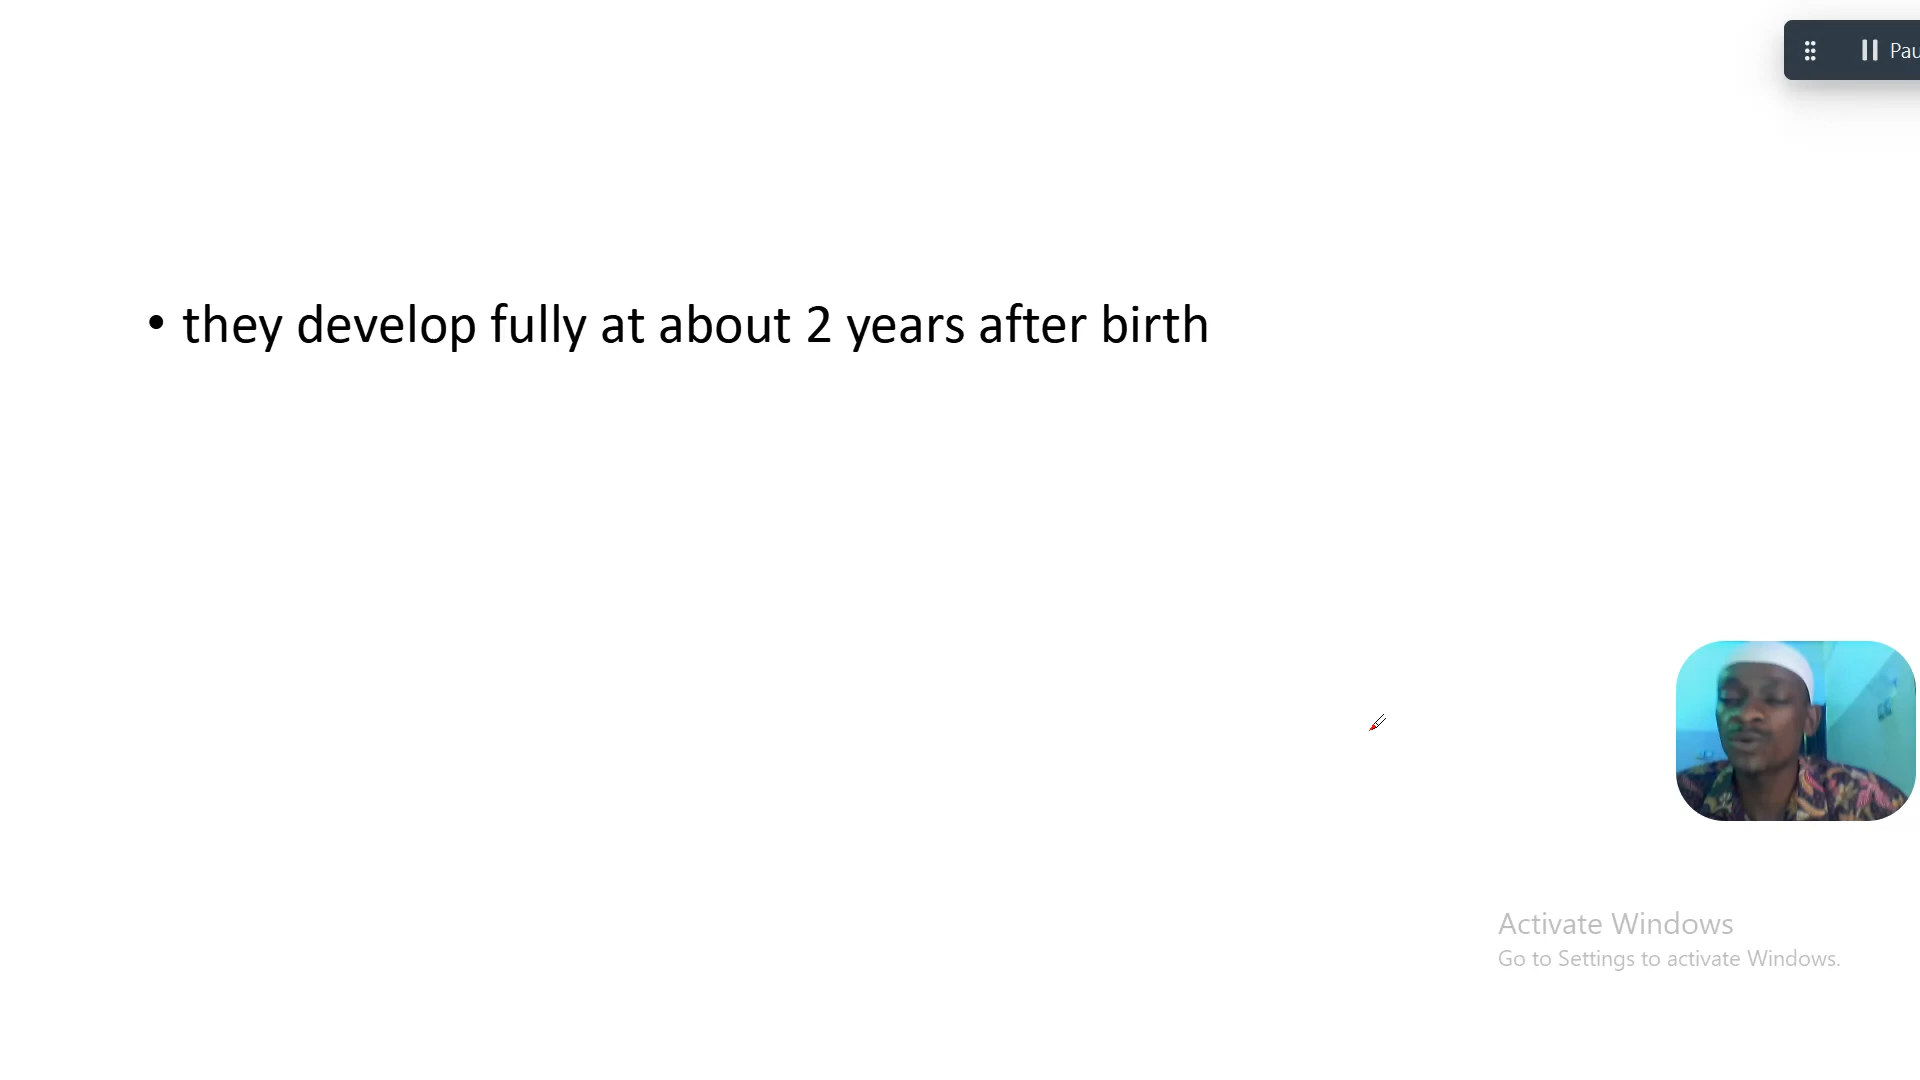 Pau
• they develop fully at about 2 years after birth
Activate Windows
Go to Settings to activate Windows.